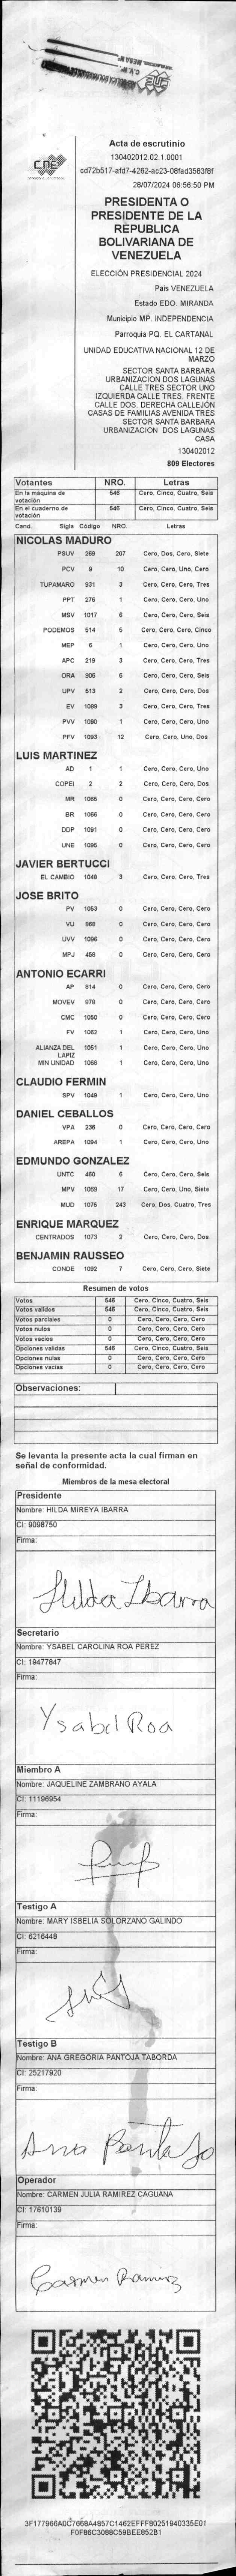 CNE
Acta de escrutinio
130402012.02.1.0001
cd72b517-afd7-4262-ac23-08fad3583f8f
28/07/2024 06:56:50 PM
PRESIDENTA O
PRESIDENTE DE LA
REPÚBLICA
BOLIVARIANA DE
VENEZUELA
ELECCIÓN PRESIDENCIAL 2024
Pais VENEZUELA
Estado EDO. MIRANDA
Municipio MP. INDEPENDENCIA
Parroquia PQ. EL CARTANAL
UNIDAD EDUCATIVA NACIONAL 12 DE
MARZO
SECTOR SANTA BARBARA
URBANIZACION DOS LAGUNAS
CALLE TRES SECTOR UNO
IZQUIERDA CALLE TRES. FRENTE
CALLE DOS. DERECHA CALLEJÓN
CASAS DE FAMILIAS AVENIDA TRES
SECTOR SANTA BARBARA
URBANIZACION DOS LAGUNAS
CASA
130402012
809 Electores
Votantes NRO. Letras
En la máquina de votación 546 Cero, Cinco, Cuatro, Seis
En el cuaderno de votación 546 Cero, Cinco, Cuatro, Seis
Cand. Sigla Código NRO. Letras
NICOLAS MADURO
PSUV 269 207 Cero, Dos, Cero, Siete
PCV 9 10 Cero, Cero, Uno, Cero
TUPAMARO 931 3 Cero, Cero, Cero, Tres
PPT 276 1 Cero, Cero, Cero, Uno
MSV 1017 6 Cero, Cero, Cero, Seis
PODEMOS 514 5 Cero, Cero, Cero, Cinco
MEP 6 1 Cero, Cero, Cero, Uno
APC 219 3 Cero, Cero, Cero, Tres
ORA 906 6 Cero, Cero, Cero, Seis
UPV 513 2 Cero, Cero, Cero, Dos
EV 1089 3 Cero, Cero, Cero, Tres
PVV 1090 1 Cero, Cero, Cero, Uno
PFV 1093 12 Cero, Cero, Uno, Dos
LUIS MARTINEZ
AD 1 1 Cero, Cero, Cero, Uno
COPEI 2 2 Cero, Cero, Cero, Dos
MR 1065 0 Cero, Cero, Cero, Cero
BR 1066 0 Cero, Cero, Cero, Cero
DDP 1091 0 Cero, Cero, Cero, Cero
UNE 1095 0 Cero, Cero, Cero, Cero
JAVIER BERTUCCI
EL CAMBIO 1046 3 Cero, Cero, Cero, Tres
JOSE BRITO
PV 1053 0 Cero, Cero, Cero, Cero
VU 868 0 Cero, Cero, Cero, Cero
UVV 1096 0 Cero, Cero, Cero, Cero
MPJ 458 0 Cero, Cero, Cero, Cero
ANTONIO ECARRI
AP 814 0 Cero, Cero, Cero, Cero
MOVEV 878 0 Cero, Cero, Cero, Cero
CMC 1050 0 Cero, Cero, Cero, Cero
FV 1052 1 Cero, Cero, Cero, Uno
ALIANZA DEL LAPIZ 1051 1 Cero, Cero, Cero, Uno
MIN UNIDAD 1068 1 Cero, Cero, Cero, Uno
CLAUDIO FERMIN
SPV 1049 1 Cero, Cero, Cero, Uno
DANIEL CEBALLOS
VPA 236 0 Cero, Cero, Cero, Cero
AREPA 1094 1 Cero, Cero, Cero, Uno
EDMUNDO GONZALEZ
UNTC 460 6 Cero, Cero, Cero, Seis
MPV 1069 17 Cero, Cero, Uno, Siete
MUD 1075 243 Cero, Dos, Cuatro, Tres
ENRIQUE MARQUEZ
CENTRADOS 1073 2 Cero, Cero, Cero, Dos
BENJAMIN RAUSSEO
CONDE 1092 7 Cero, Cero, Cero, Siete
Resumen de votos
Votos 546 Cero, Cinco, Cuatro, Seis
Votos validos 546 Cero, Cinco, Cuatro, Seis
Votos parciales 0 Cero, Cero, Cero, Cero
Votos nulos 0 Cero, Cero, Cero, Cero
Votos vacios 0 Cero, Cero, Cero, Cero
Opciones validas 546 Cero, Cinco, Cuatro, Seis
Opciones nulas 0 Cero, Cero, Cero, Cero
Opciones vacias 0 Cero, Cero, Cero, Cero
Observaciones:
Se levanta la presente acta la cual firman en
señal de conformidad.
Miembros de la mesa electoral
Presidente
Nombre: HILDA MIREYA IBARRA
CI: 9098750
Firma:
Hilda Ibarra
Secretario
Nombre: YSABEL CAROLINA ROA PEREZ
CI: 19477847
Firma:
Ysabel Roa
Miembro A
Nombre: JAQUELINE ZAMBRANO AYALA
CI: 11196954
Firma:
Testigo A
Nombre: MARY ISBELIA SOLORZANO GALINDO
CI: 6216448
Firma:
Testigo B
Nombre: ANA GREGORIA PANTOJA TABORDA
CI: 25217920
Firma:
Ana Pantoja
Operador
Nombre: CARMEN JULIA RAMIREZ CAGUANA
CI: 17610139
Firma:
Carmen Ramirez
3F177966A0C7668A4857C1462EFFF80251940335E01
F0F86C3088C59BEE852B1